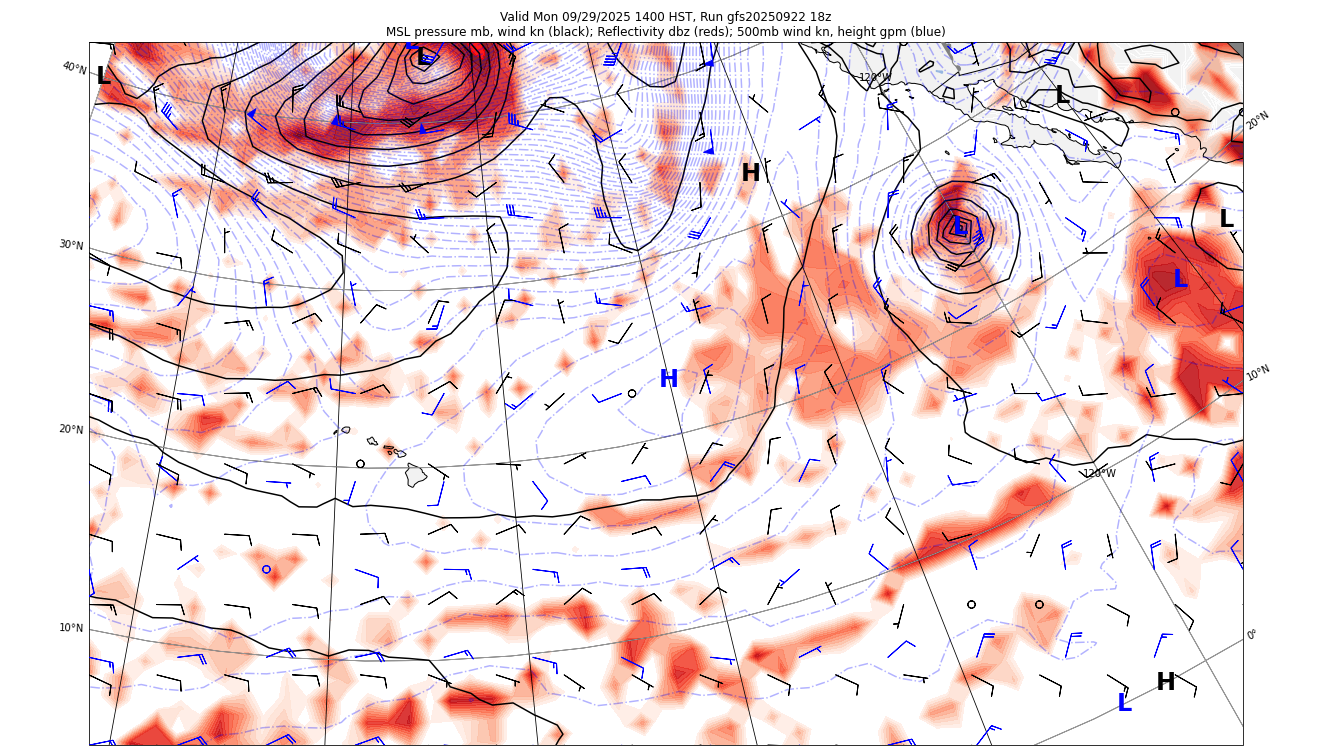 Valid Mon 09/29/2025 1400 HST, Run gfs20250922 18z
MSL pressure mb, wind kn (black); Reflectivity dbz (reds); 500mb wind kn, height gpm (blue)
L
L
L
40°N
120°W
L
20°N
H
L
L
30°N
L
H
10°N
20°N
120°W
10°N
0°
H
L